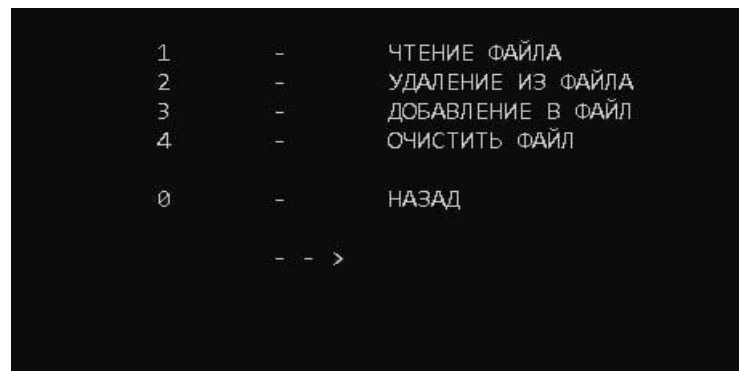 1 - ЧТЕНИЕ ФАЙЛА
2 - УДАЛЕНИЕ ИЗ ФАЙЛА
3 - ДОБАВЛЕНИЕ В ФАЙЛ
4 - ОЧИСТИТЬ ФАЙЛ
0 - НАЗАД
- - >